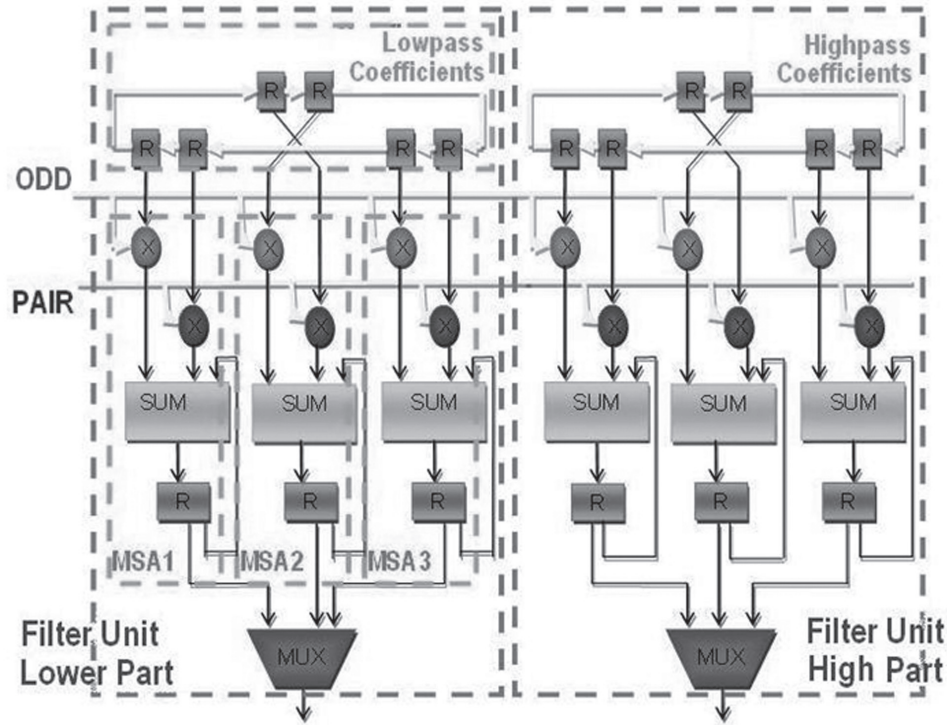 Lowpass
Coefficients
Highpass
Coefficients
R R
R R
R R R R
R R R R
ODD
X X X X X X
PAIR
X X X X X X
SUM SUM SUM SUM SUM SUM
R R R R R R
MSA1 MSA2 MSA3
Filter Unit
Lower Part
MUX
MUX
Filter Unit
High Part